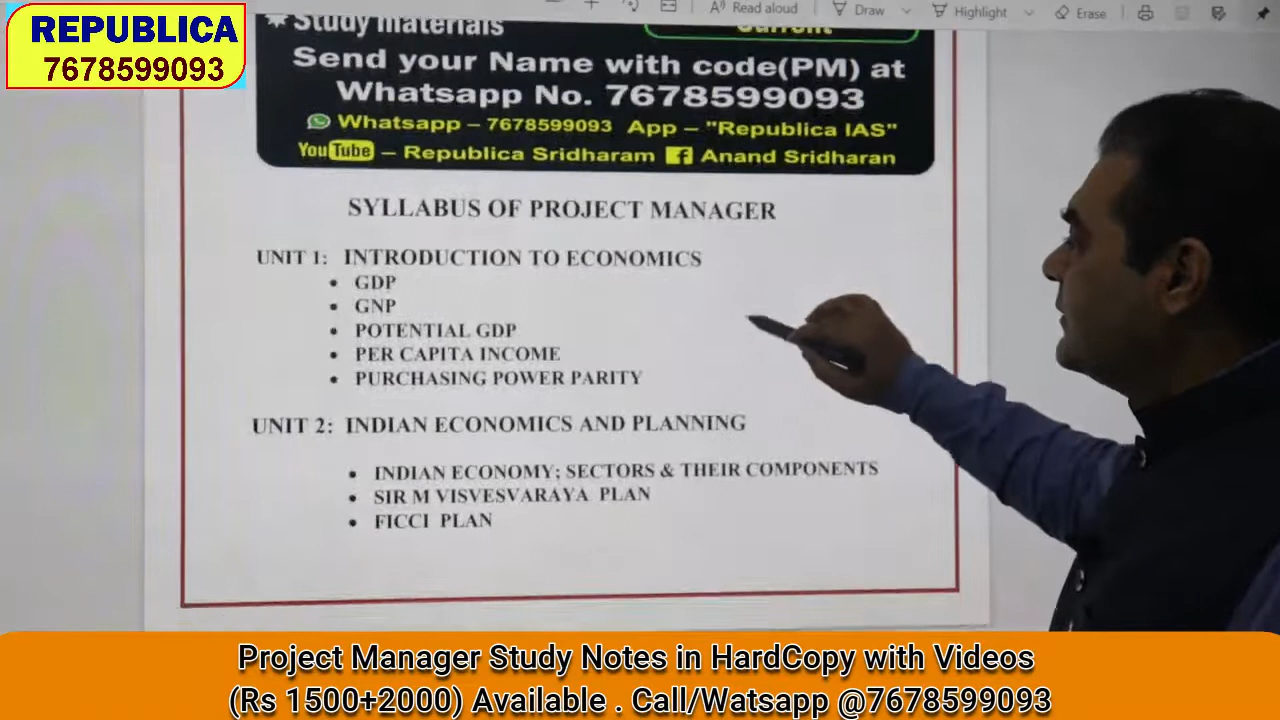 REPUBLICA
7678599093
Read aloud
Draw
Highlight
Erase
* Study materials
Current
Send your Name with code(PM) at
Whatsapp No. 7678599093
Whatsapp – 7678599093 App – "Republica IAS"
YouTube – Republica Sridharam f Anand Sridharan
SYLLABUS OF PROJECT MANAGER
UNIT 1: INTRODUCTION TO ECONOMICS
• GDP
• GNP
• POTENTIAL GDP
• PER CAPITA INCOME
• PURCHASING POWER PARITY
UNIT 2: INDIAN ECONOMICS AND PLANNING
• INDIAN ECONOMY; SECTORS & THEIR COMPONENTS
• SIR M VISVESVARAYA PLAN
• FICCI PLAN
Project Manager Study Notes in HardCopy with Videos
(Rs 1500+2000) Available . Call/Watsapp @7678599093